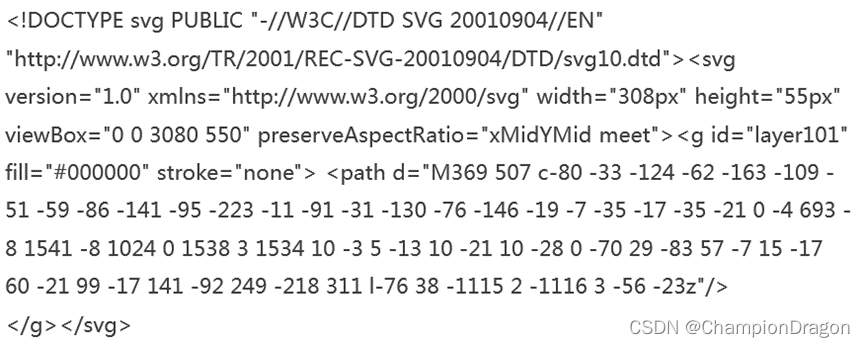 <!DOCTYPE svg PUBLIC "-//W3C//DTD SVG 20010904//EN"
"http://www.w3.org/TR/2001/REC-SVG-20010904/DTD/svg10.dtd"><svg
version="1.0" xmlns="http://www.w3.org/2000/svg" width="308px" height="55px"
viewBox="0 0 3080 550" preserveAspectRatio="xMidYMid meet"><g id="layer101"
fill="#000000" stroke="none"> <path d="M369 507 c-80 -33 -124 -62 -163 -109 -
51 -59 -86 -141 -95 -223 -11 -91 -31 -130 -76 -146 -19 -7 -35 -17 -35 -21 0 -4 693 -
8 1541 -8 1024 0 1538 3 1534 10 -3 5 -13 10 -21 10 -28 0 -70 29 -83 57 -7 15 -17
60 -21 99 -17 141 -92 249 -218 311 l-76 38 -1115 2 -1116 3 -56 -23z"/>
</g></svg>
CSDN @ChampionDragon